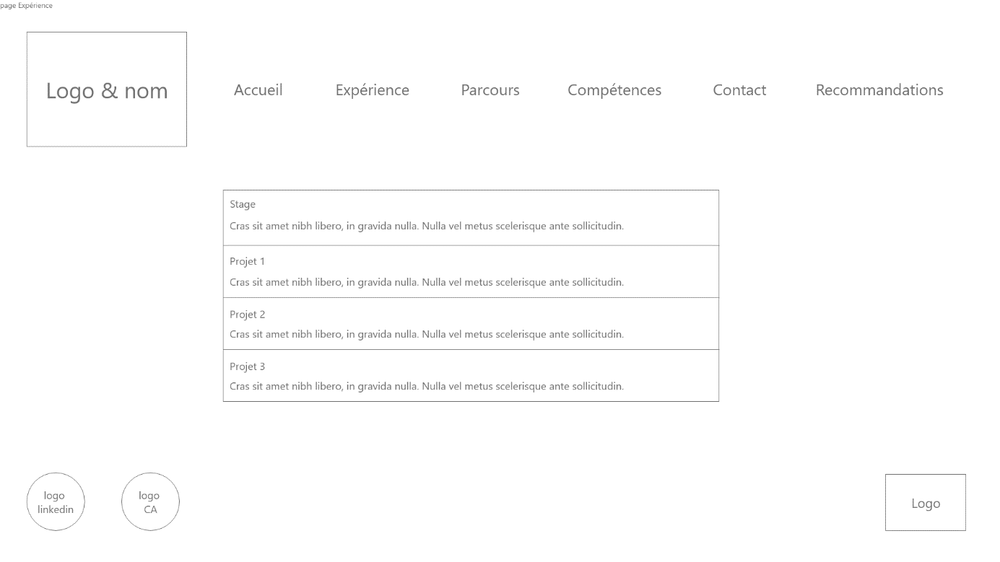 page Expérience
Logo & nom
Accueil
Expérience
Parcours
Compétences
Contact
Recommandations
Stage
Cras sit amet nibh libero, in gravida nulla. Nulla vel metus scelerisque ante sollicitudin.
Projet 1
Cras sit amet nibh libero, in gravida nulla. Nulla vel metus scelerisque ante sollicitudin.
Projet 2
Cras sit amet nibh libero, in gravida nulla. Nulla vel metus scelerisque ante sollicitudin.
Projet 3
Cras sit amet nibh libero, in gravida nulla. Nulla vel metus scelerisque ante sollicitudin.
logo
linkedin
logo
CA
Logo